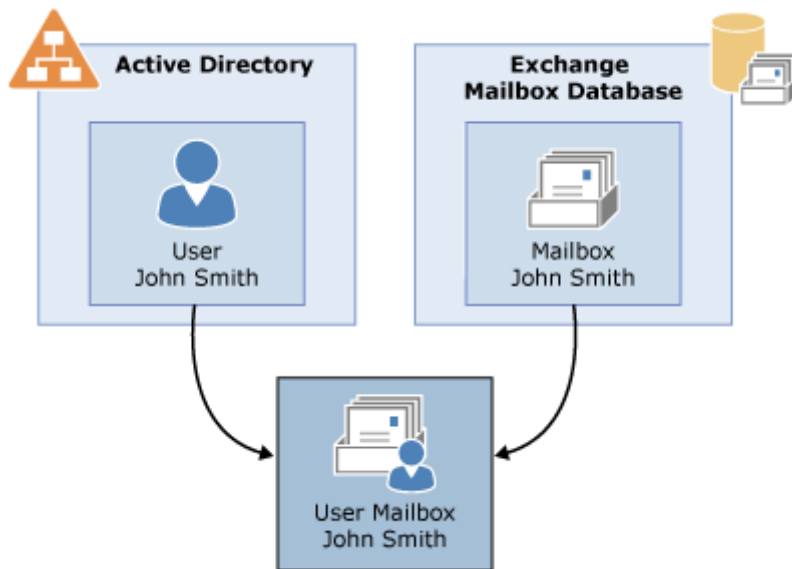 Active Directory
User
John Smith
Exchange
Mailbox Database
Mailbox
John Smith
User Mailbox
John Smith